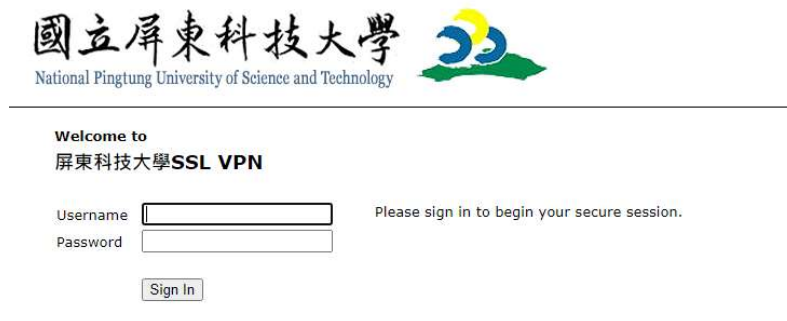 國立屏東科技大學
National Pingtung University of Science and Technology
Welcome to
屏東科技大學SSL VPN
Username
Please sign in to begin your secure session.
Password
Sign In